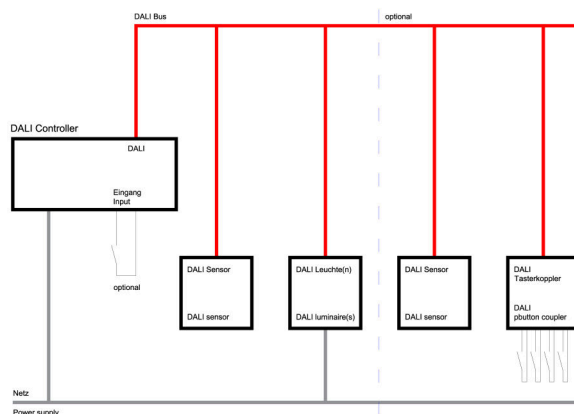 DALI Bus
optional
DALI Controller
DALI
Eingang
Input
optional
DALI Sensor
DALI sensor
DALI Leuchte(n)
DALI luminaire(s)
DALI Sensor
DALI sensor
DALI
Tasterkoppler
DALI
pbutton coupler
Netz
Power supply